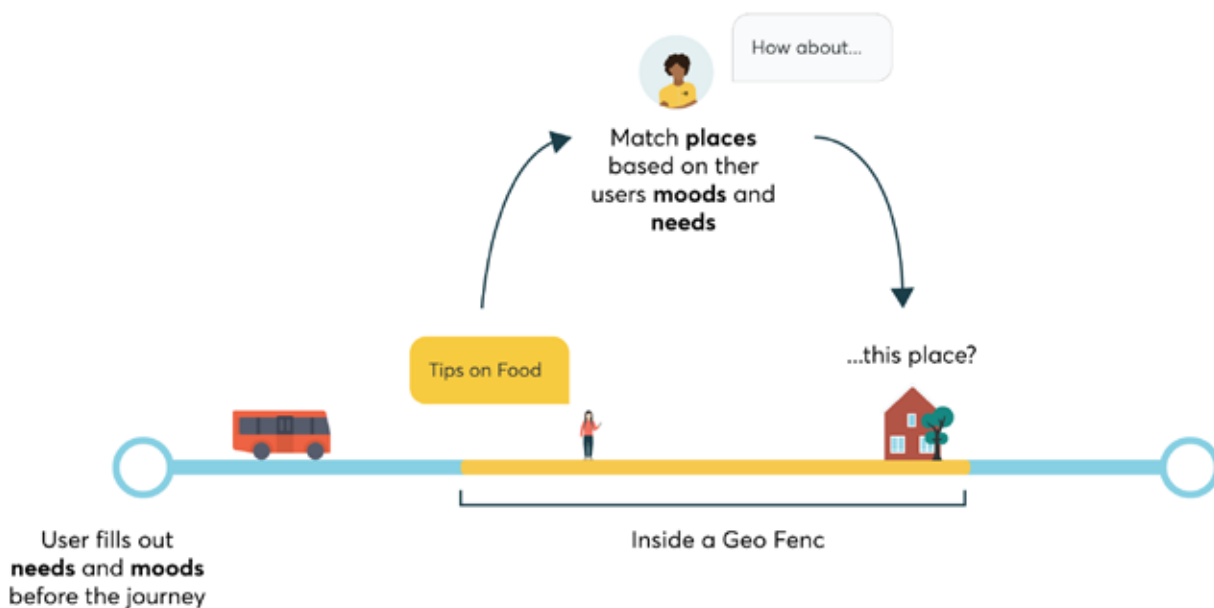 How about...
Match places
based on ther
users moods and
needs
Tips on Food
...this place?
Inside a Geo Fenc
User fills out
needs and moods
before the journey